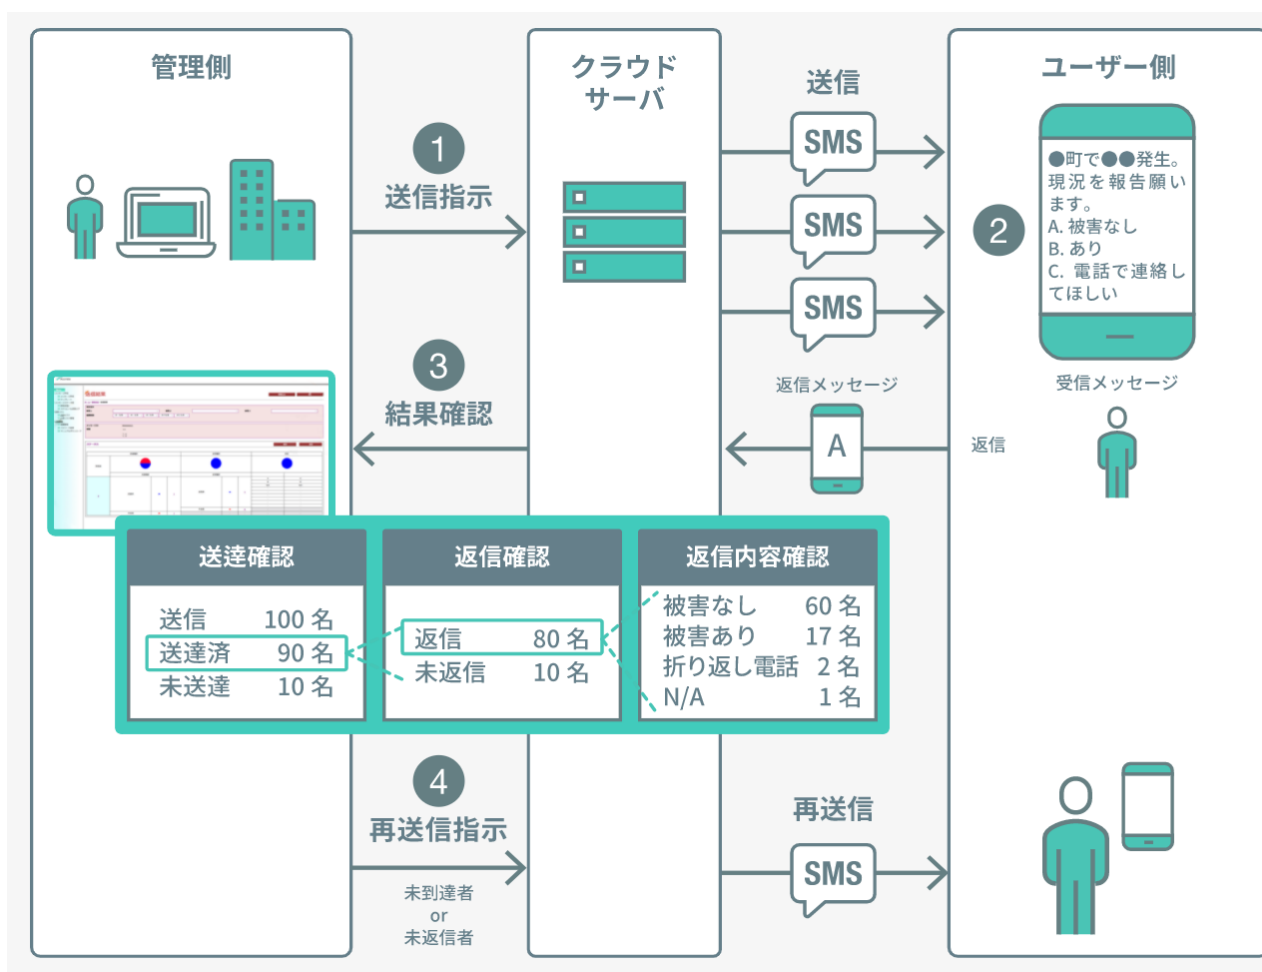 管理側
クラウド
サーバ
ユーザー側
1
送信指示
送信
SMS
SMS
SMS
2
●町で●●発生。
現況を報告願い
ます。
A. 被害なし
B. あり
C. 電話で連絡し
てほしい
受信メッセージ
返信
返信メッセージ
A
3
結果確認
送達確認
送信 100 名
送達済 90 名
未送達 10 名
返信確認
返信 80 名
未返信 10 名
返信内容確認
被害なし 60 名
被害あり 17 名
折り返し電話 2 名
N/A 1 名
4
再送信指示
未到達者
or
未返信者
再送信
SMS